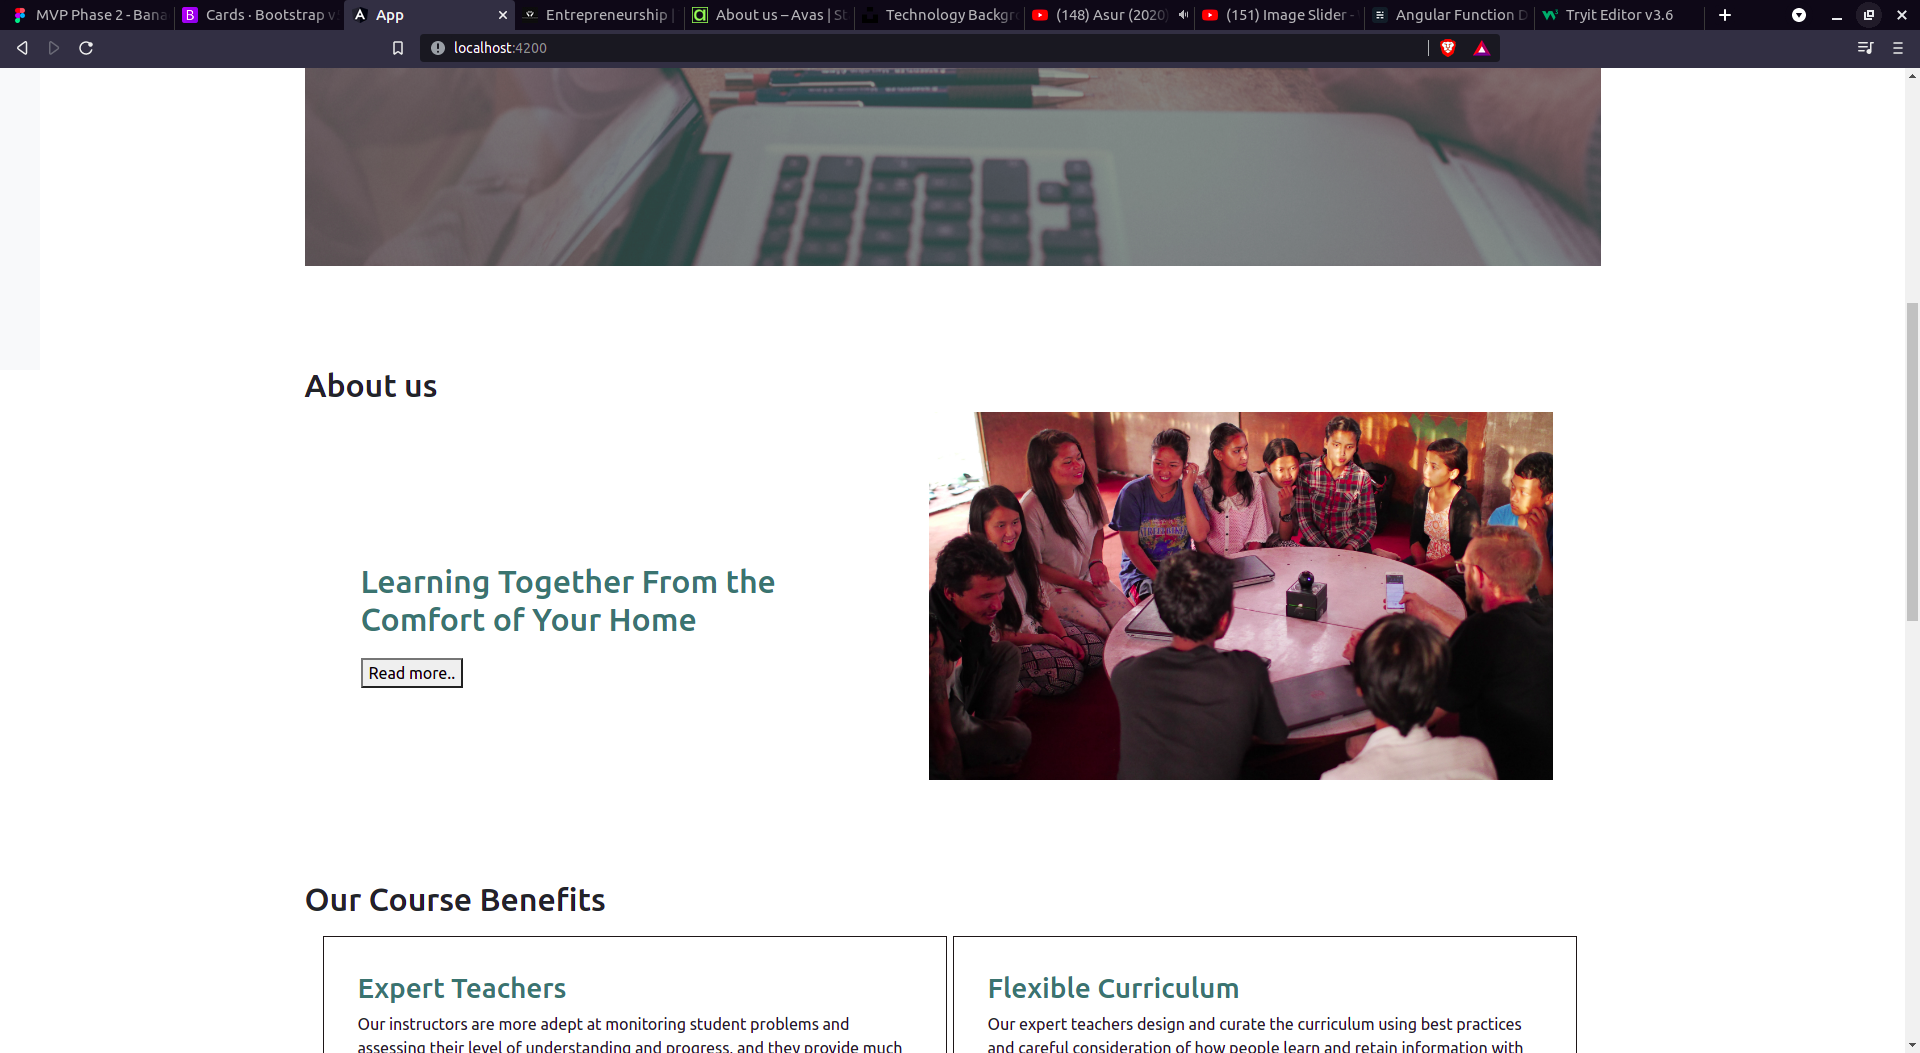 MVP Phase 2 - Bana
Cards · Bootstrap v
App
Entrepreneurship |
About us – Avas | St
Technology Backgro
(148) Asur (2020)
(151) Image Slider -
Angular Function D
Tryit Editor v3.6
localhost:4200
About us
Learning Together From the
Comfort of Your Home
Read more..
Our Course Benefits
Expert Teachers
Flexible Curriculum
Our instructors are more adept at monitoring student problems and
assessing their level of understanding and progress, and they provide much
Our expert teachers design and curate the curriculum using best practices
and careful consideration of how people learn and retain information with